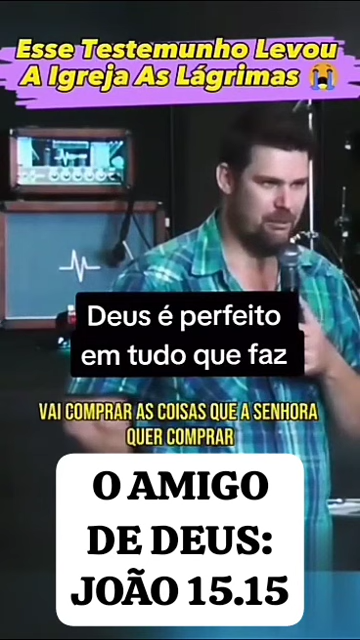 Esse Testemunho Levou
A Igreja As Lágrimas 😭
Deus é perfeito
em tudo que faz
VAI COMPRAR AS COISAS QUE A SENHORA
QUER COMPRAR
O AMIGO
DE DEUS:
JOÃO 15.15